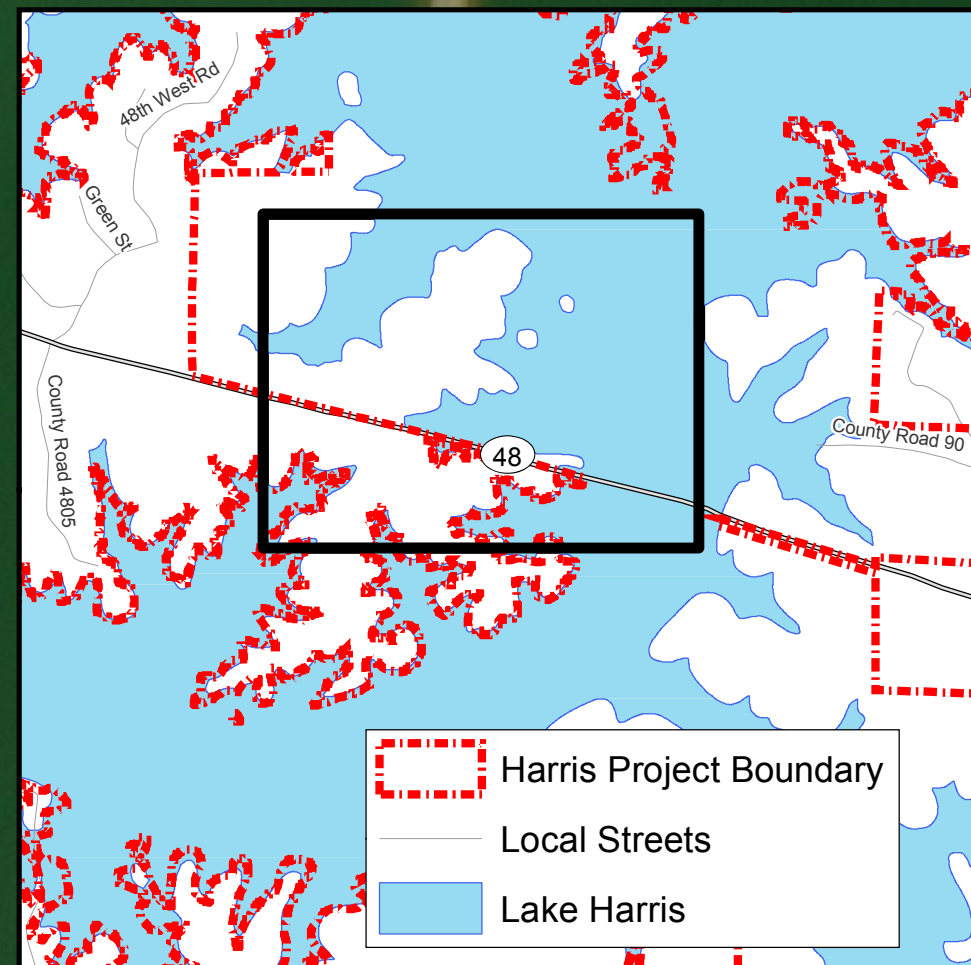 48th West Rd
Green St
County Road 4805
48
County Road 90
Harris Project Boundary
Local Streets
Lake Harris